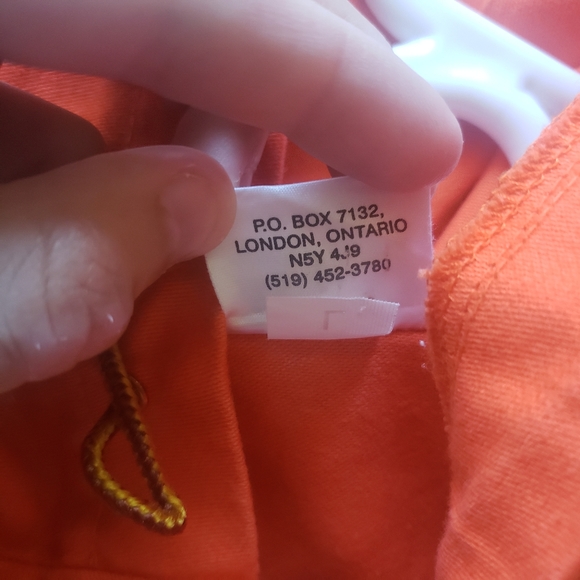 P.O. BOX 7132,
LONDON, ONTARIO
N5Y 4J9
(519) 452-3780
L